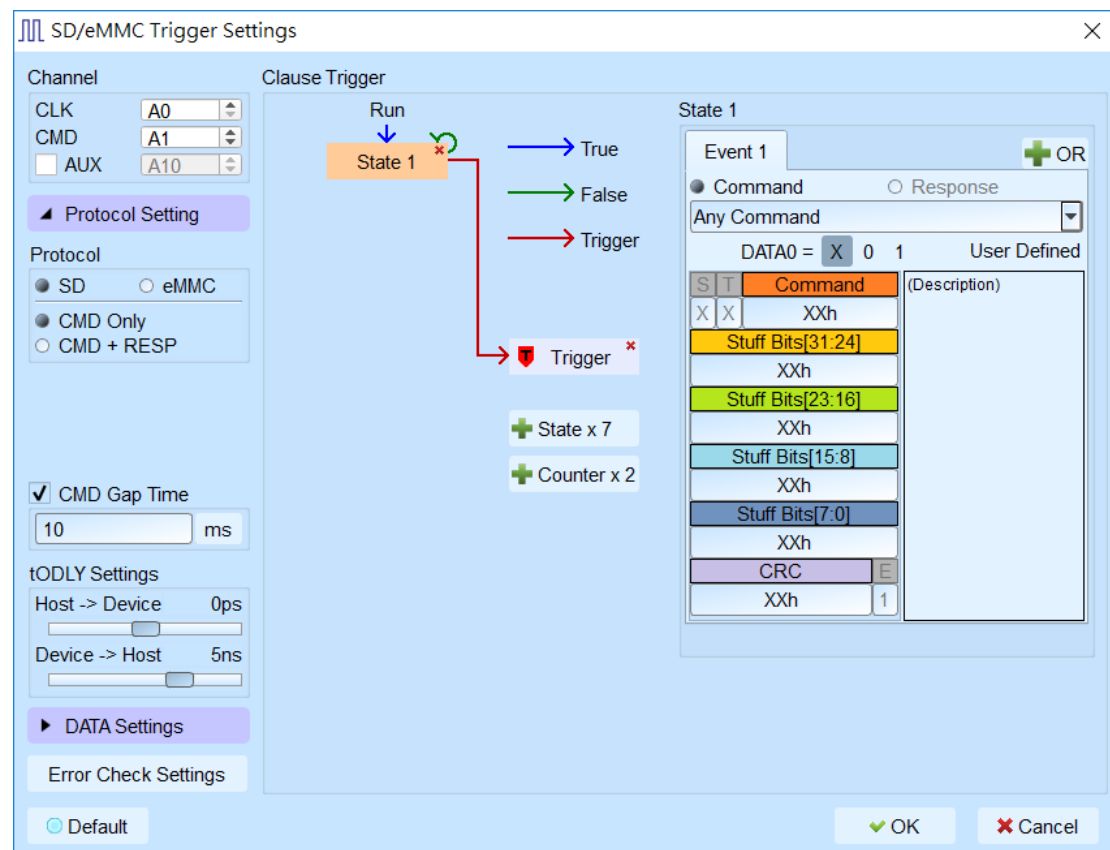 SD/eMMC Trigger Settings
Channel
CLK A0
CMD A1
AUX A10
Protocol Setting
Protocol
SD eMMC
CMD Only
CMD + RESP
CMD Gap Time
10 ms
tODLY Settings
Host -> Device 0ps
Device -> Host 5ns
DATA Settings
Error Check Settings
Default
Clause Trigger
Run
State 1
True
False
Trigger
T Trigger
State x 7
Counter x 2
State 1
Event 1 OR
Command Response
Any Command
DATA0 = X 0 1 User Defined
S T Command
X X XXh
Stuff Bits[31:24]
XXh
Stuff Bits[23:16]
XXh
Stuff Bits[15:8]
XXh
Stuff Bits[7:0]
XXh
CRC E
XXh 1
(Description)
OK Cancel